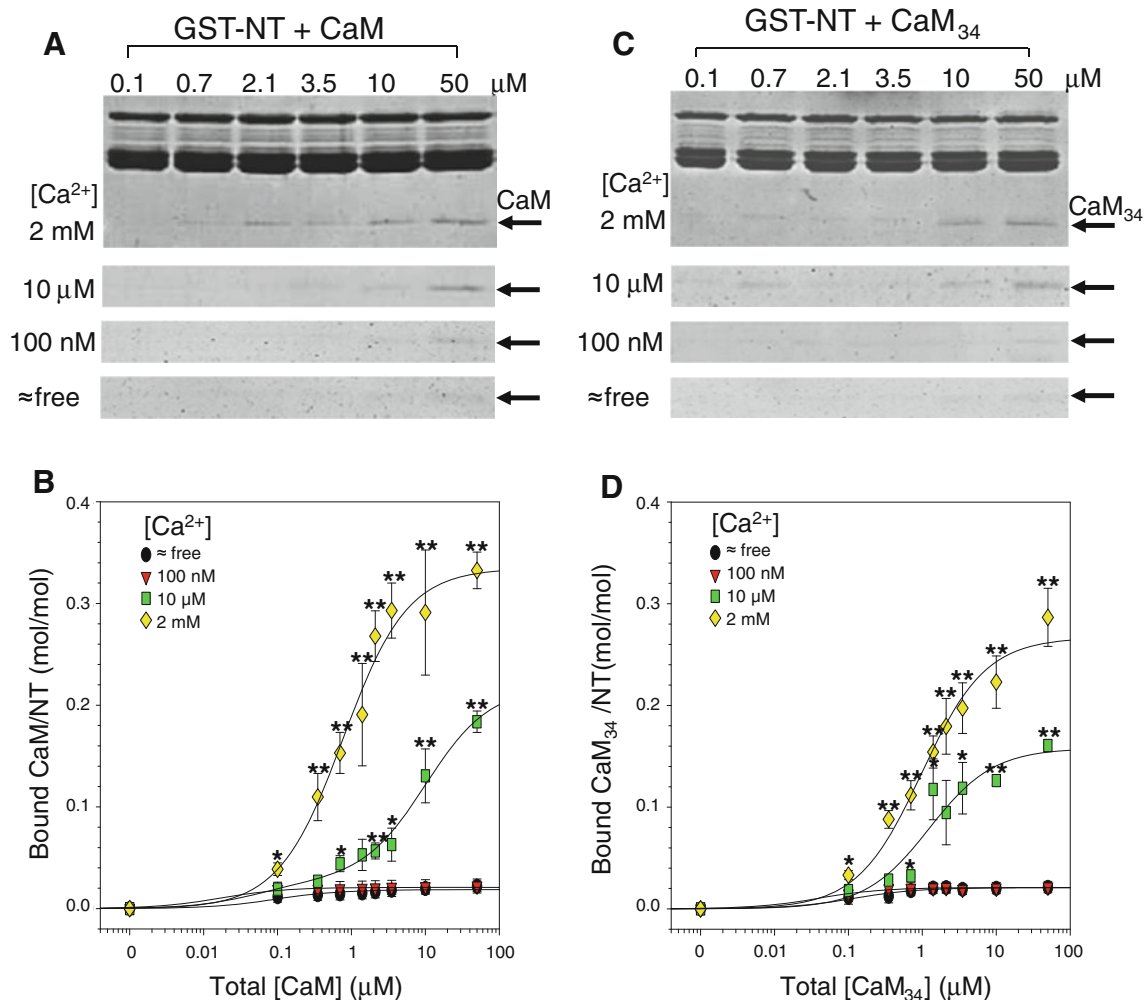 A
GST-NT + CaM
0.1 0.7 2.1 3.5 10 50 μM
[Ca²⁺]
CaM
2 mM
10 μM
100 nM
≈free
C
GST-NT + CaM₃₄
0.1 0.7 2.1 3.5 10 50 μM
[Ca²⁺]
CaM₃₄
2 mM
10 μM
100 nM
≈free
B
Bound CaM/NT (mol/mol)
0.4
0.3
0.2
0.1
0.0
[Ca²⁺]
≈ free
100 nM
10 μM
2 mM
* ** ** ** ** ** ** **
* ** * ** **
0 0.01 0.1 1 10 100
Total [CaM] (μM)
D
Bound CaM₃₄ /NT(mol/mol)
0.4
0.3
0.2
0.1
0.0
[Ca²⁺]
≈ free
100 nM
10 μM
2 mM
* ** ** ** ** ** ** **
* * * ** **
0 0.01 0.1 1 10 100
Total [CaM₃₄] (μM)